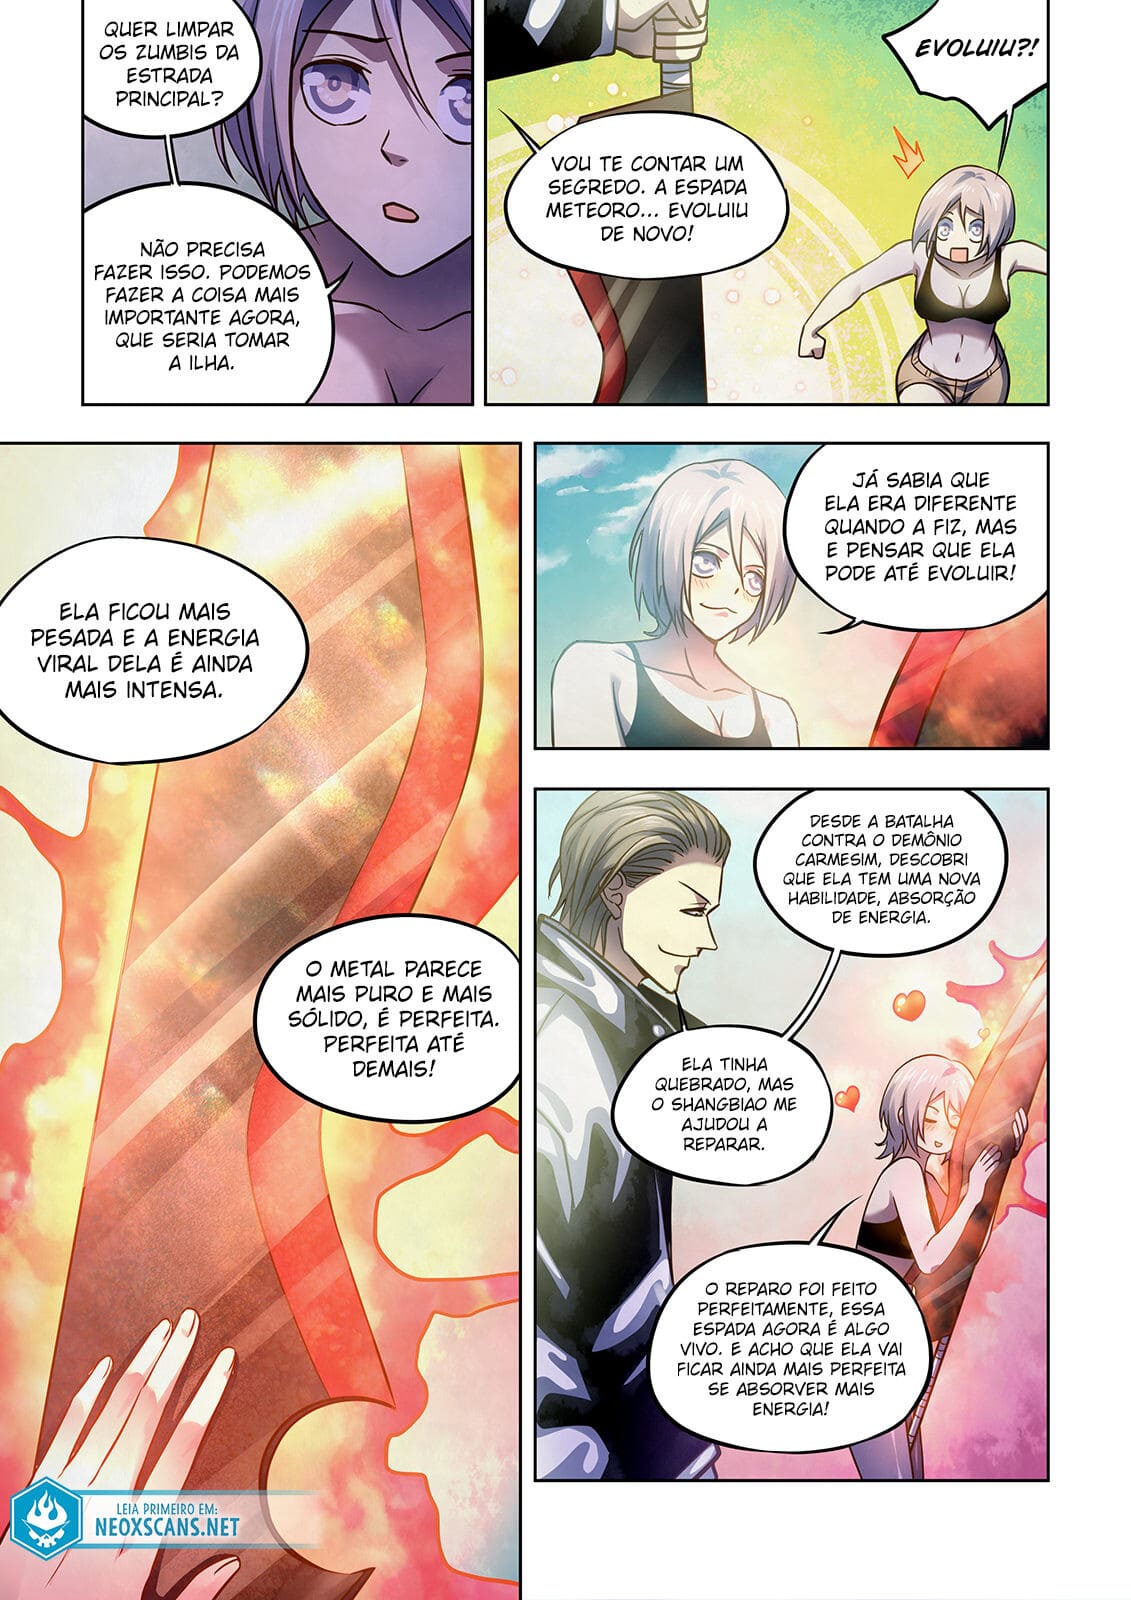 QUER LIMPAR
OS ZUMBIS DA
ESTRADA
PRINCIPAL?
NÃO PRECISA
FAZER ISSO. PODEMOS
FAZER A COISA MAIS
IMPORTANTE AGORA,
QUE SERIA TOMAR
A ILHA.
VOU TE CONTAR UM
SEGREDO. A ESPADA
METEORO... EVOLUIU
DE NOVO!
EVOLUIU?!
ELA FICOU MAIS
PESADA E A ENERGIA
VIRAL DELA É AINDA
MAIS INTENSA.
O METAL PARECE
MAIS PURO E MAIS
SÓLIDO, É PERFEITA.
PERFEITA ATÉ
DEMAIS!
JÁ SABIA QUE
ELA ERA DIFERENTE
QUANDO A FIZ, MAS
E PENSAR QUE ELA
PODE ATÉ EVOLUIR!
DESDE A BATALHA
CONTRA O DEMÔNIO
CARMESIM, DESCOBRI
QUE ELA TEM UMA NOVA
HABILIDADE, ABSORÇÃO
DE ENERGIA.
ELA TINHA
QUEBRADO, MAS
O SHANGBIAO ME
AJUDOU A
REPARAR.
O REPARO FOI FEITO
PERFEITAMENTE, ESSA
ESPADA AGORA É ALGO
VIVO. E ACHO QUE ELA VAI
FICAR AINDA MAIS PERFEITA
SE ABSORVER MAIS
ENERGIA!
LEIA PRIMEIRO EM:
NEOXSCANS.NET